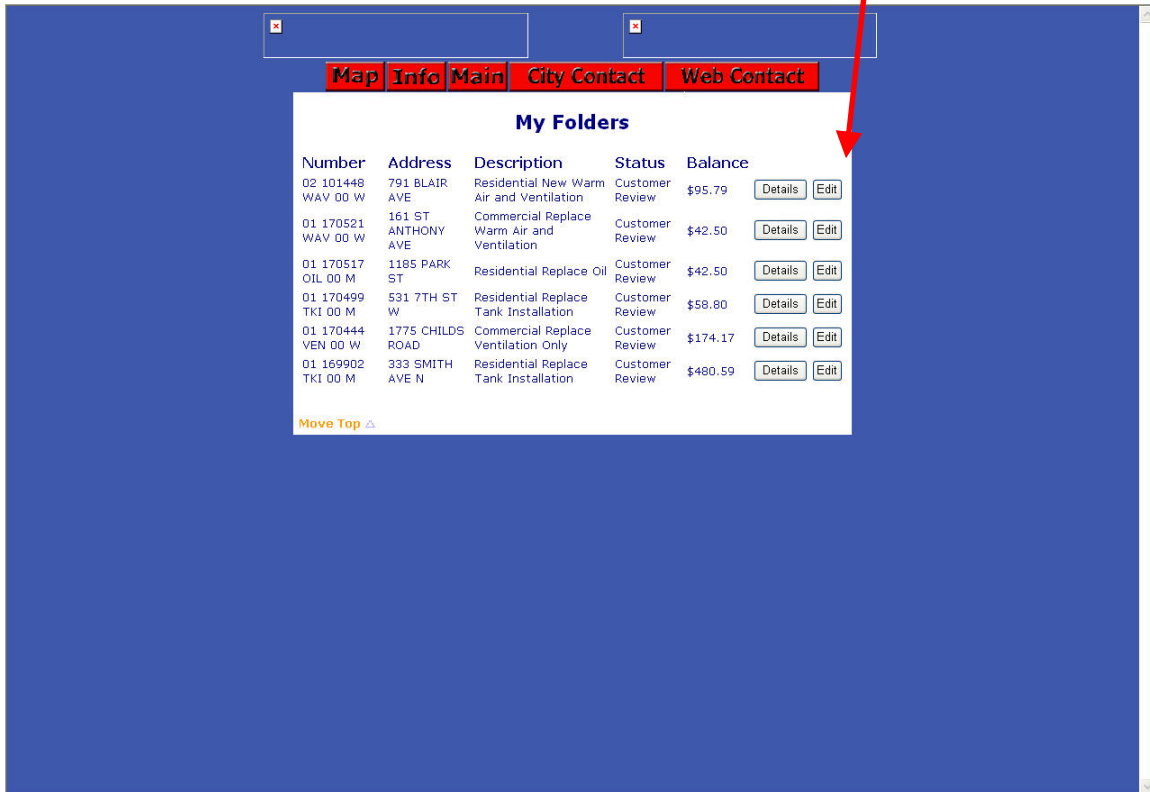 Map Info Main City Contact Web Contact
My Folders
Number Address Description Status Balance
02 101448 WAV 00 W 791 BLAIR AVE Residential New Warm Air and Ventilation Customer Review $95.79 Details Edit
01 170521 WAV 00 W 161 ST ANTHONY AVE Commercial Replace Warm Air and Ventilation Customer Review $42.50 Details Edit
01 170517 OIL 00 M 1185 PARK ST Residential Replace Oil Customer Review $42.50 Details Edit
01 170499 TKI 00 M 531 7TH ST W Residential Replace Tank Installation Customer Review $58.80 Details Edit
01 170444 VEN 00 W 1775 CHILDS ROAD Commercial Replace Ventilation Only Customer Review $174.17 Details Edit
01 169902 TKI 00 M 333 SMITH AVE N Residential Replace Tank Installation Customer Review $480.59 Details Edit
Move Top